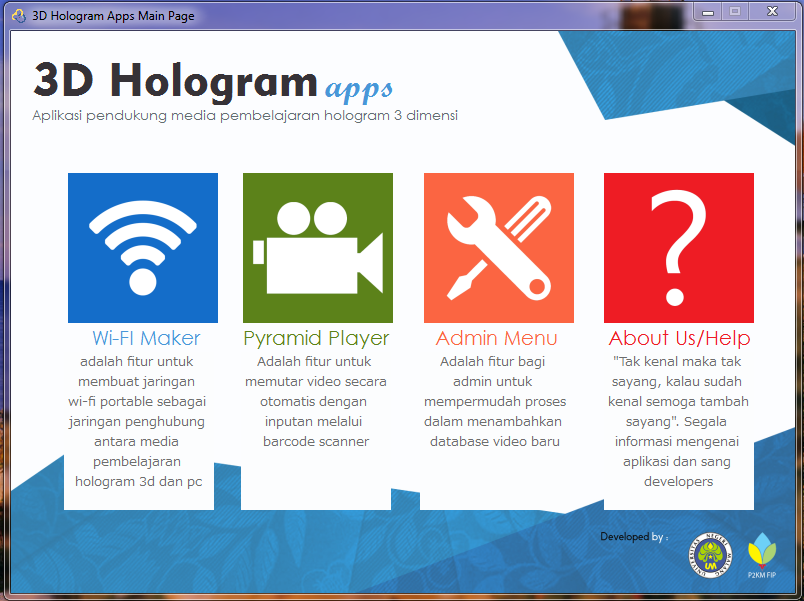 3D Hologram Apps Main Page
3D Hologram apps
Aplikasi pendukung media pembelajaran hologram 3 dimensi
Wi-FI Maker
adalah fitur untuk
membuat jaringan
wi-fi portable sebagai
jaringan penghubung
antara media
pembelajaran
hologram 3d dan pc
Pyramid Player
Adalah fitur untuk
memutar video secara
otomatis dengan
inputan melalui
barcode scanner
Admin Menu
Adalah fitur bagi
admin untuk
mempermudah proses
dalam menambahkan
database video baru
?
About Us/Help
"Tak kenal maka tak
sayang, kalau sudah
kenal semoga tambah
sayang". Segala
informasi mengenai
aplikasi dan sang
developers
Developed by :
UNIVERSITAS NEGERI MALANG
UM
P2KM FIP